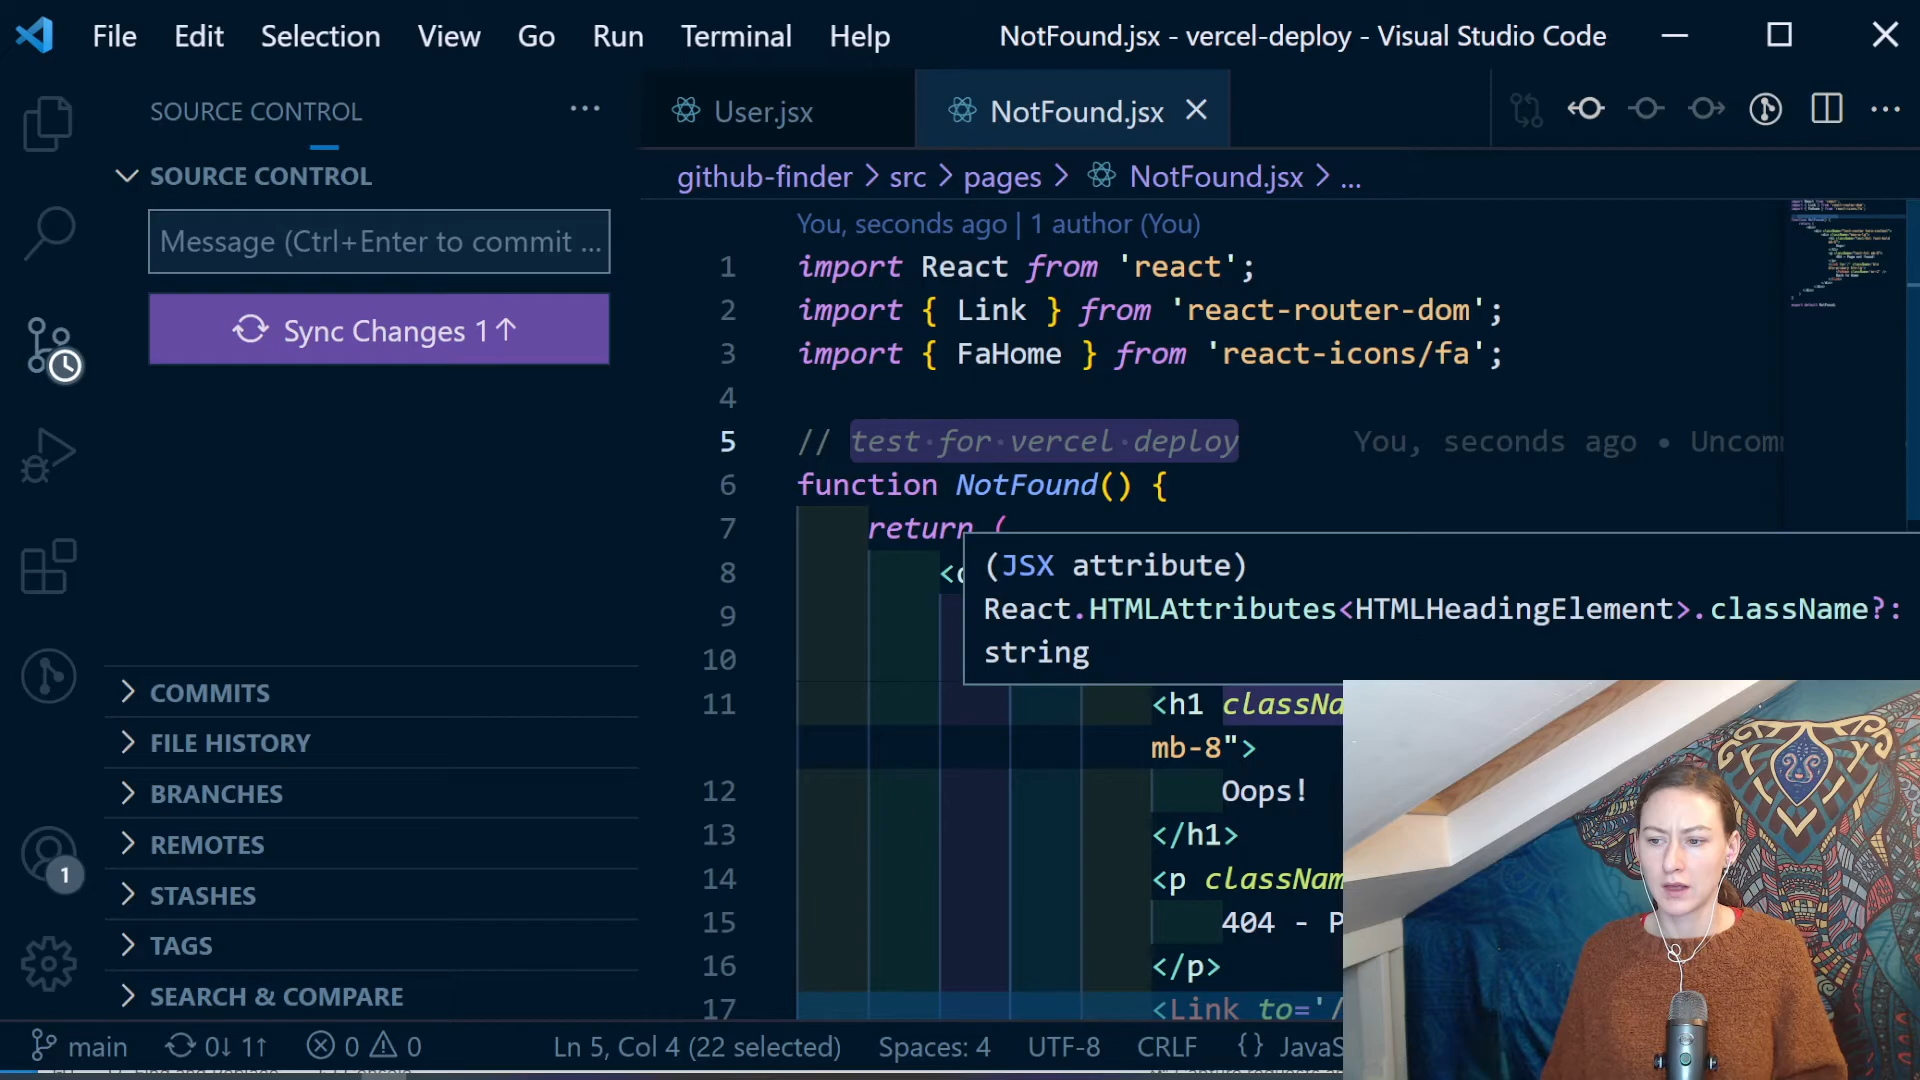 File Edit Selection View Go Run Terminal Help NotFound.jsx - vercel-deploy - Visual Studio Code
SOURCE CONTROL
SOURCE CONTROL
Message (Ctrl+Enter to commit ...
Sync Changes 1↑
COMMITS
FILE HISTORY
BRANCHES
REMOTES
STASHES
TAGS
SEARCH & COMPARE
1
User.jsx NotFound.jsx
github-finder > src > pages > NotFound.jsx > ...
You, seconds ago | 1 author (You)
1 import React from 'react';
2 import { Link } from 'react-router-dom';
3 import { FaHome } from 'react-icons/fa';
4
5 // test·for·vercel·deploy You, seconds ago • Uncom
6 function NotFound() {
7 return (
8 <
9
10
(JSX attribute)
React.HTMLAttributes<HTMLHeadingElement>.className?:
string
11 <h1 classNa
mb-8">
12 Oops!
13 </h1>
14 <p classNam
15 404 - P
16 </p>
17 <Link to='/
main 0↓ 1↑ 0 0 Ln 5, Col 4 (22 selected) Spaces: 4 UTF-8 CRLF {} JavaS